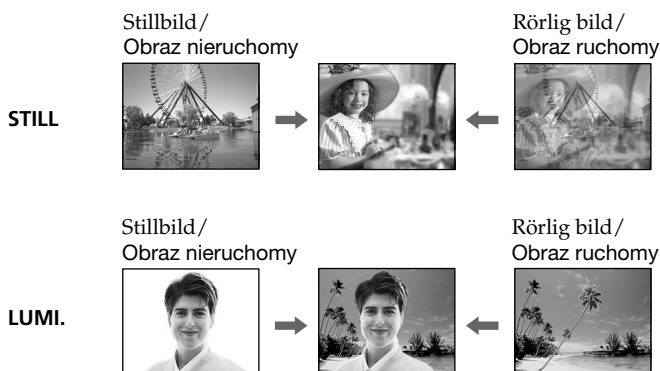 Stillbild/
Obraz nieruchomy
Rörlig bild/
Obraz ruchomy
STILL
Stillbild/
Obraz nieruchomy
Rörlig bild/
Obraz ruchomy
LUMI.